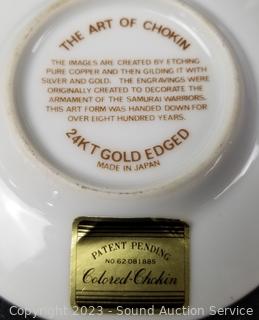 THE ART OF CHOKIN
THE IMAGES ARE CREATED BY ETCHING
PURE COPPER AND THEN GILDING IT WITH
SILVER AND GOLD. THE ENGRAVINGS WERE
ORIGINALLY CREATED TO DECORATE THE
ARMAMENT OF THE SAMURAI WARRIORS.
THIS ART FORM WAS HANDED DOWN FOR
OVER EIGHT HUNDRED YEARS.
24KT GOLD EDGED
MADE IN JAPAN
PATENT PENDING
NO.62-081885
Colored-Chokin
Copyright 2023 - Sound Auction Service